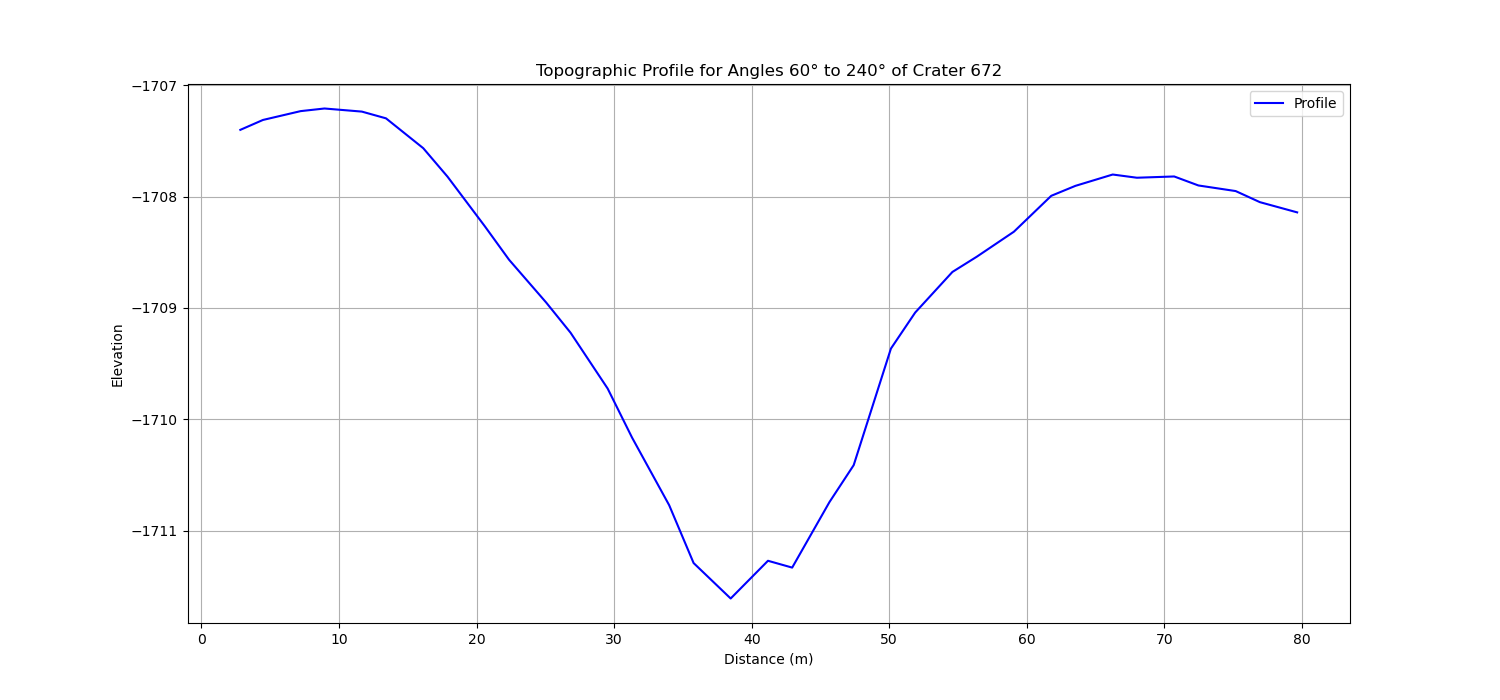 Topographic Profile for Angles 60° to 240° of Crater 672
Profile
−1707
−1708
−1709
−1710
−1711
Elevation
0 10 20 30 40 50 60 70 80
Distance (m)